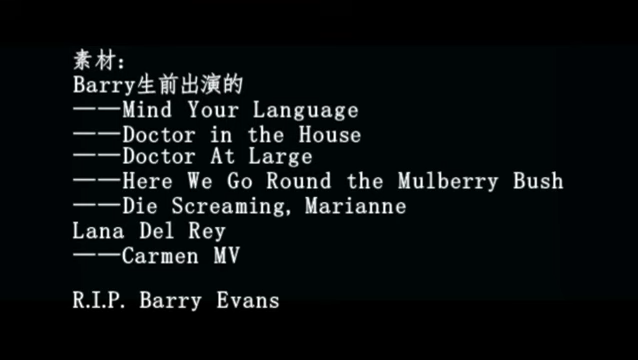 素材：
Barry生前出演的
——Mind Your Language
——Doctor in the House
——Doctor At Large
——Here We Go Round the Mulberry Bush
——Die Screaming, Marianne
Lana Del Rey
——Carmen MV
R.I.P. Barry Evans